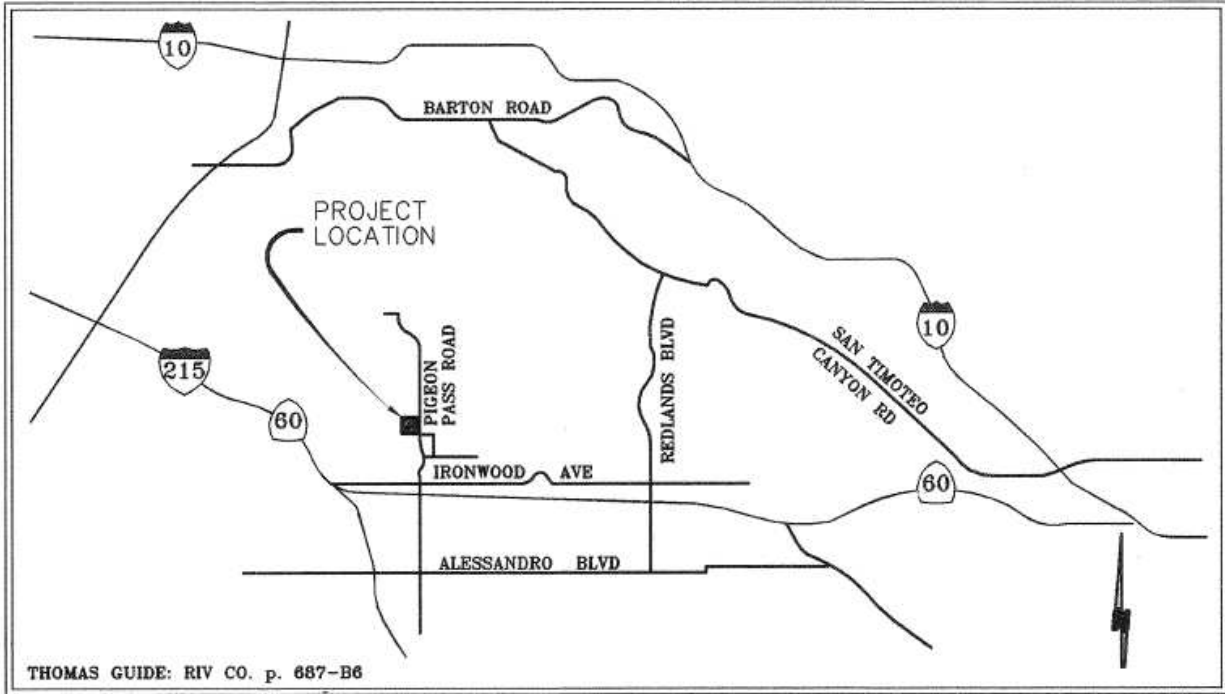 10
BARTON ROAD
PROJECT
LOCATION
PIGEON
PASS ROAD
REDLANDS BLVD
SAN TIMOTEO
CANYON RD
10
215
60
IRONWOOD AVE
60
ALESSANDRO BLVD
THOMAS GUIDE: RIV CO. p. 687-B6